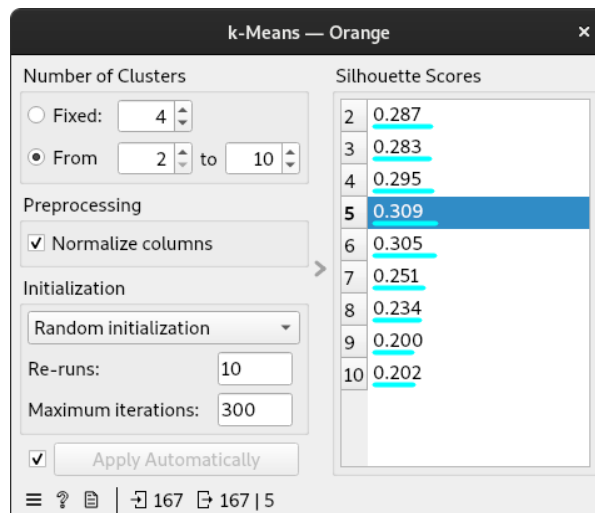 k-Means — Orange
Number of Clusters
Fixed: 4
From 2 to 10
Preprocessing
Normalize columns
Initialization
Random initialization
Re-runs: 10
Maximum iterations: 300
Apply Automatically
167 167 | 5
Silhouette Scores
2 0.287
3 0.283
4 0.295
5 0.309
6 0.305
7 0.251
8 0.234
9 0.200
10 0.202